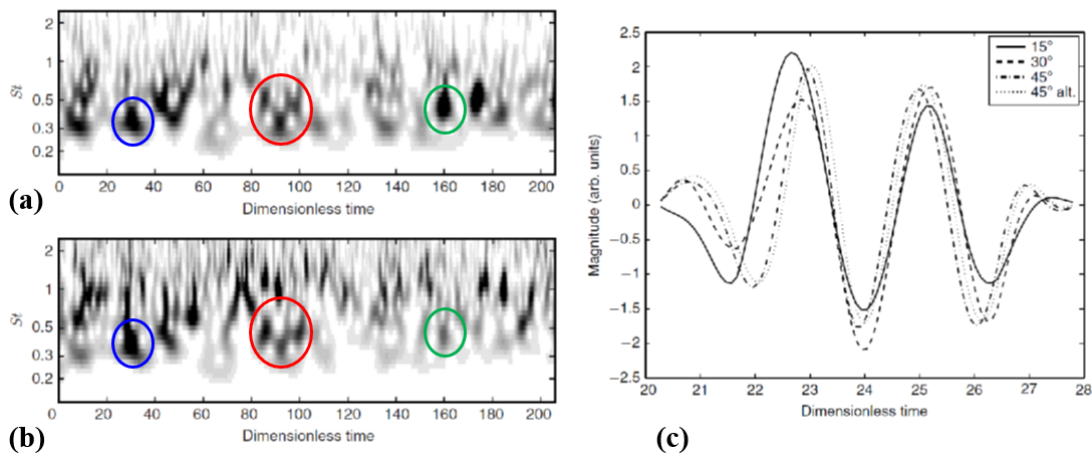 2
1
St
0.5
0.3
0.2
0 20 40 60 80 100 120 140 160 180 200
(a)
Dimensionless time
2
1
St
0.5
0.3
0.2
0 20 40 60 80 100 120 140 160 180 200
(b)
Dimensionless time
2.5
2
1.5
1
0.5
0
−0.5
−1
−1.5
−2
−2.5
Magnitude (arb. units)
15°
30°
45°
45° alt.
20 21 22 23 24 25 26 27 28
Dimensionless time
(c)